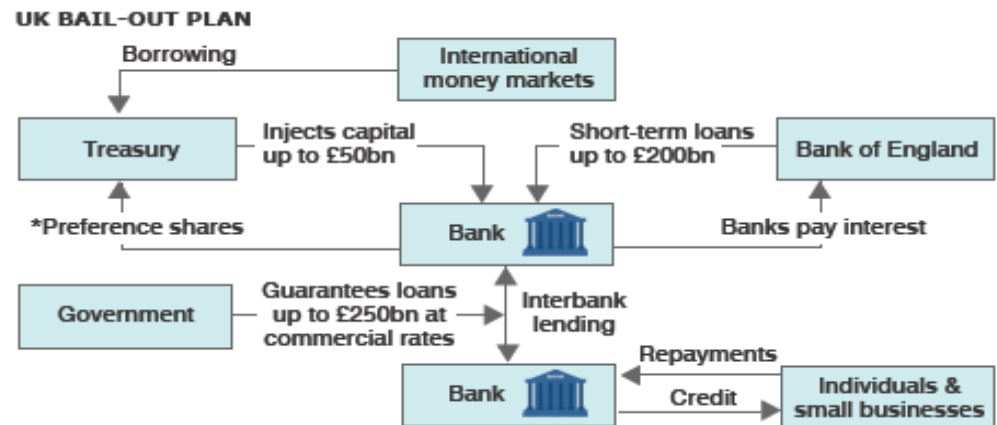 UK BAIL-OUT PLAN
Borrowing
International
money markets
Treasury
Injects capital
up to £50bn
Short-term loans
up to £200bn
Bank of England
*Preference shares
Bank
Banks pay interest
Government
Guarantees loans
up to £250bn at
commercial rates
Interbank
lending
Bank
Repayments
Credit
Individuals &
small businesses